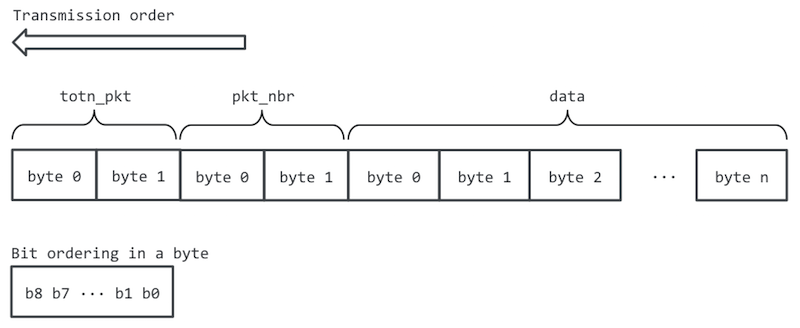 Transmission order
totn_pkt pkt_nbr data
byte 0 byte 1 byte 0 byte 1 byte 0 byte 1 byte 2 ··· byte n
Bit ordering in a byte
b8 b7 ··· b1 b0